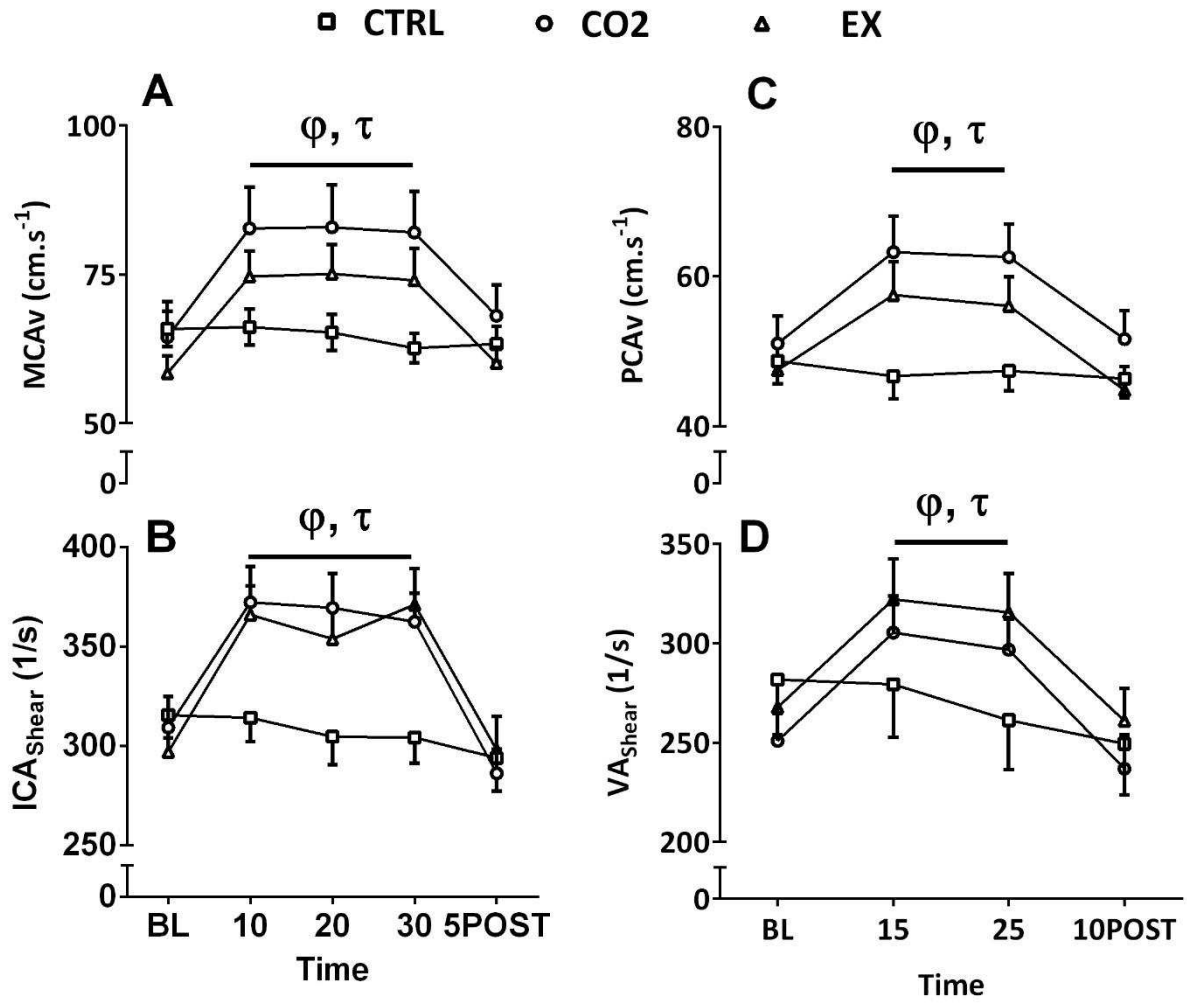 CTRL CO2 EX
A
φ, τ
100
75
50
0
MCAv (cm.s-1)
C
φ, τ
80
60
40
0
PCAv (cm.s-1)
B
φ, τ
400
350
300
250
0
ICAShear (1/s)
BL 10 20 30 5POST
Time
D
φ, τ
350
300
250
200
0
VAShear (1/s)
BL 15 25 10POST
Time